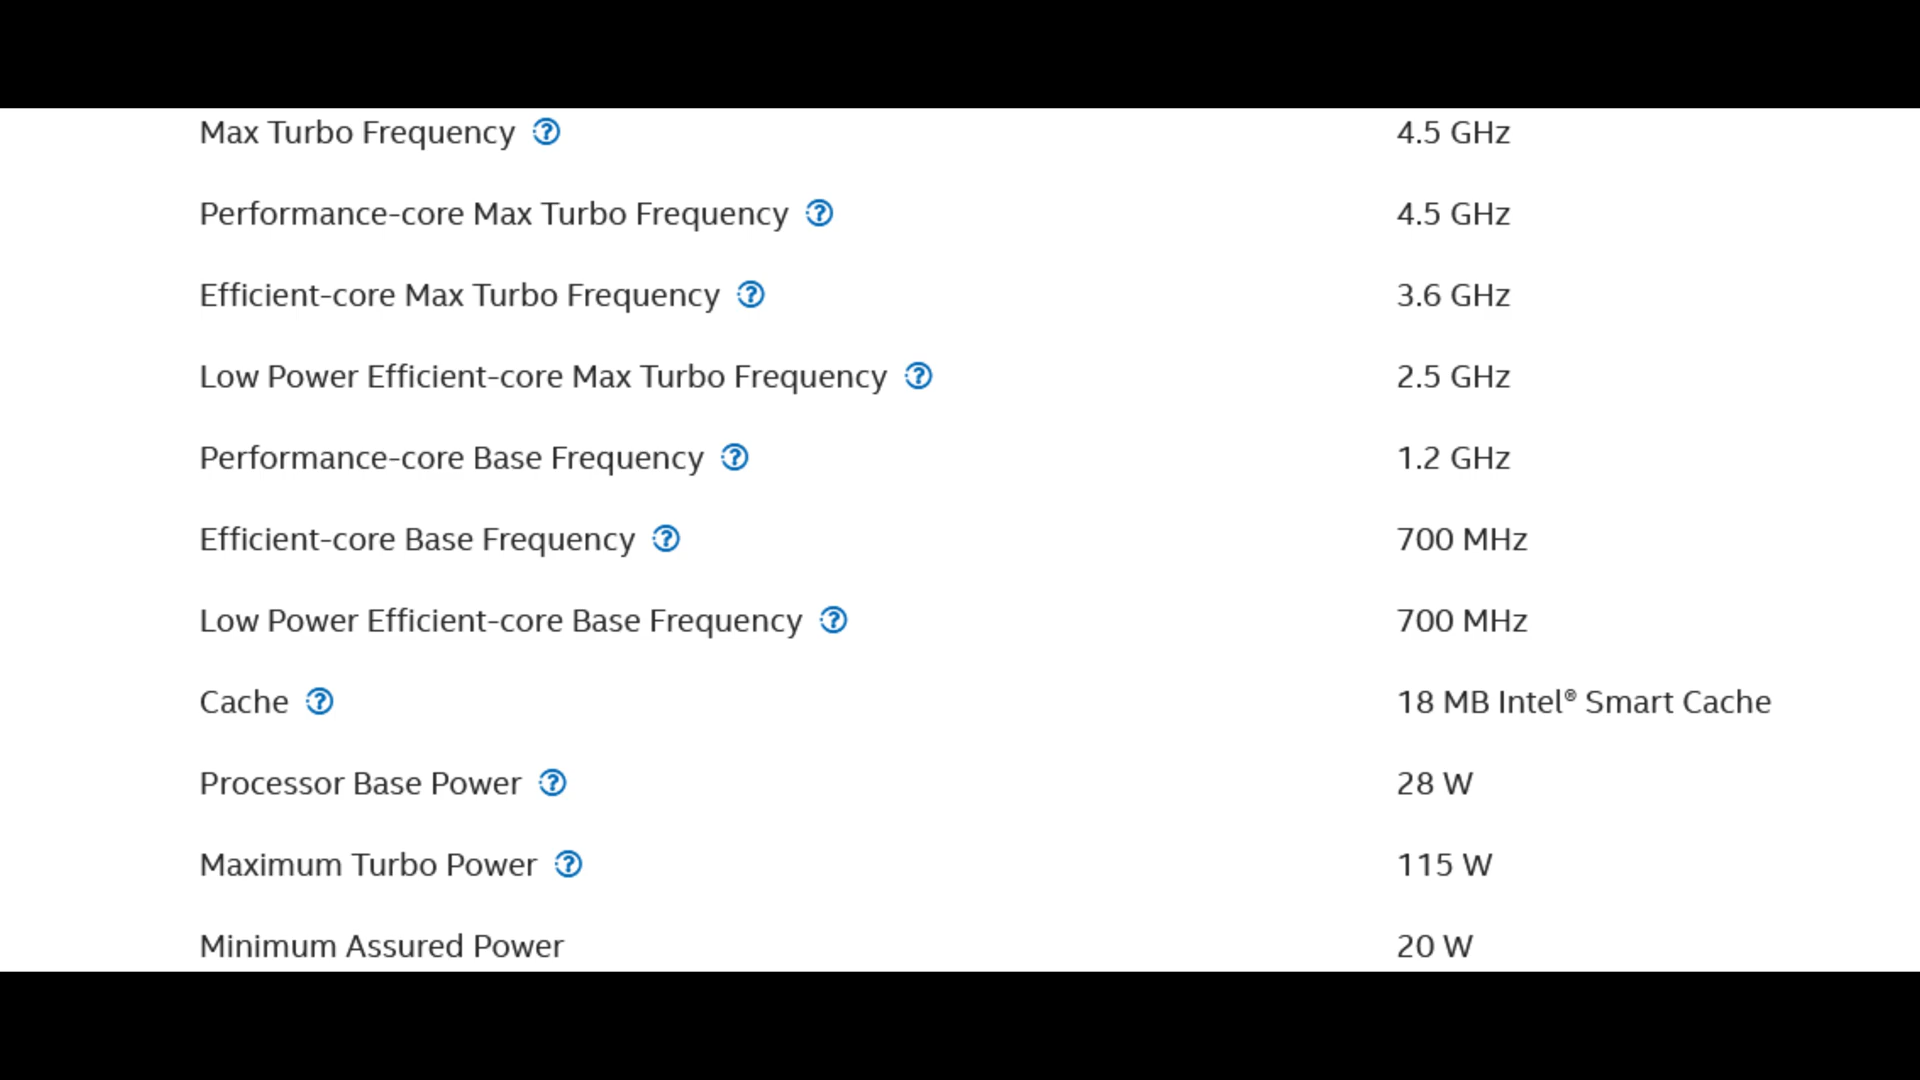 Max Turbo Frequency ? 4.5 GHz
Performance-core Max Turbo Frequency ? 4.5 GHz
Efficient-core Max Turbo Frequency ? 3.6 GHz
Low Power Efficient-core Max Turbo Frequency ? 2.5 GHz
Performance-core Base Frequency ? 1.2 GHz
Efficient-core Base Frequency ? 700 MHz
Low Power Efficient-core Base Frequency ? 700 MHz
Cache ? 18 MB Intel® Smart Cache
Processor Base Power ? 28 W
Maximum Turbo Power ? 115 W
Minimum Assured Power 20 W